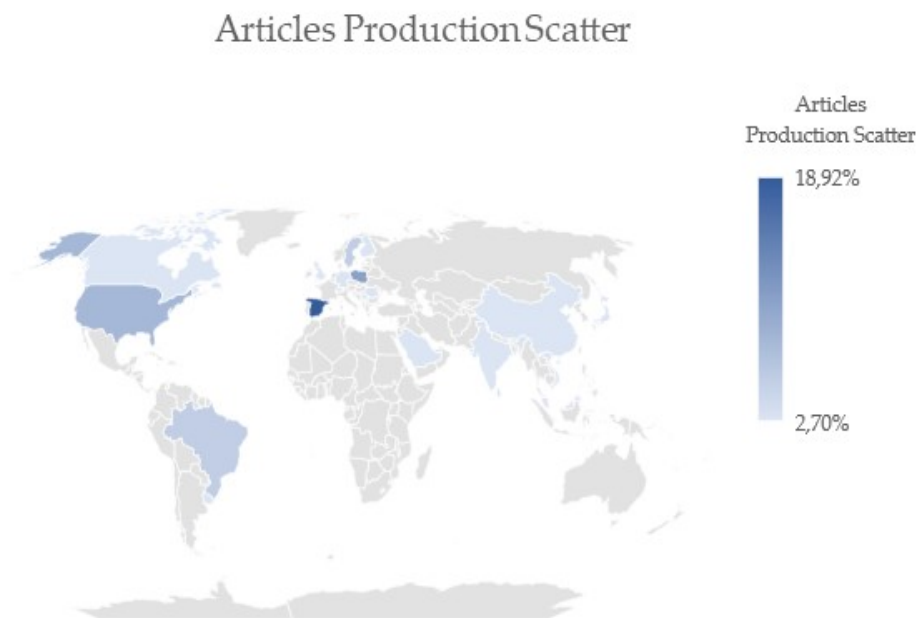 Articles Production Scatter
Articles
Production Scatter
18,92%
2,70%